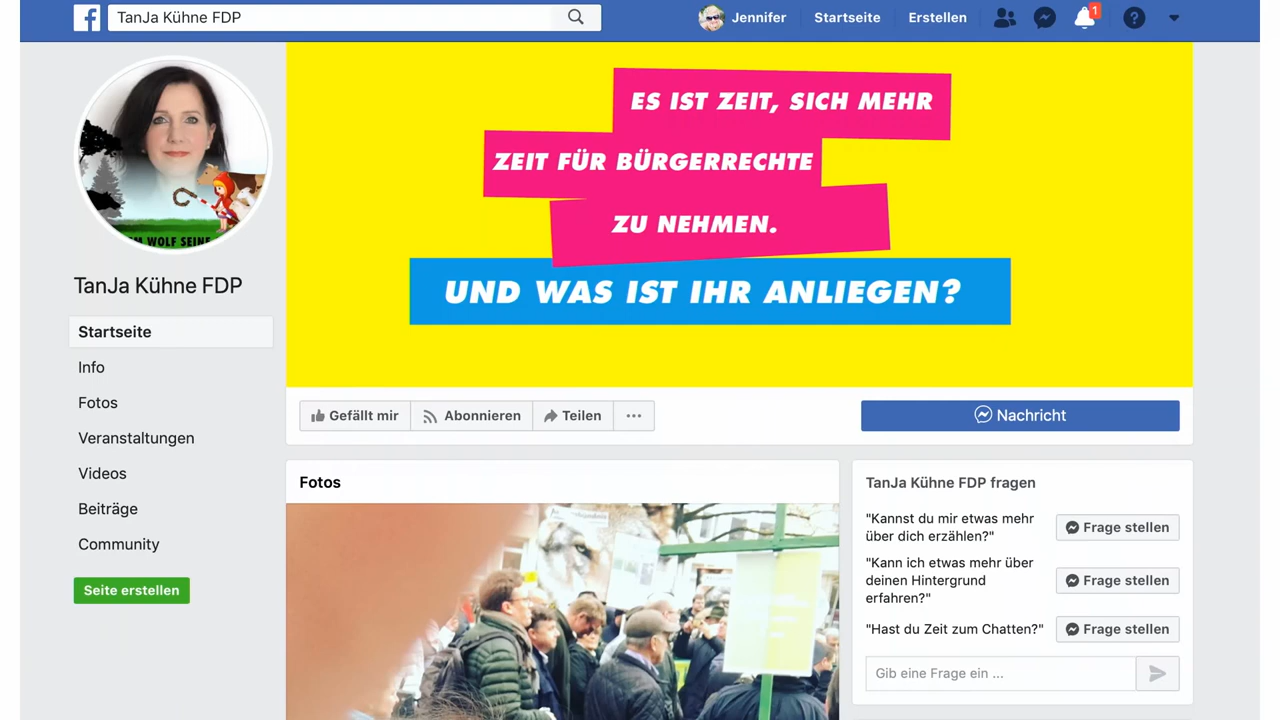 TanJa Kühne FDP
Jennifer
Startseite
Erstellen
1
ES IST ZEIT, SICH MEHR
ZEIT FÜR BÜRGERRECHTE
ZU NEHMEN.
UND WAS IST IHR ANLIEGEN?
WOLF SEINE
TanJa Kühne FDP
Startseite
Info
Fotos
Veranstaltungen
Videos
Beiträge
Community
Seite erstellen
Gefällt mir
Abonnieren
Teilen
Nachricht
Fotos
TanJa Kühne FDP fragen
"Kannst du mir etwas mehr
über dich erzählen?"
Frage stellen
"Kann ich etwas mehr über
deinen Hintergrund
erfahren?"
Frage stellen
"Hast du Zeit zum Chatten?"
Frage stellen
Gib eine Frage ein ...